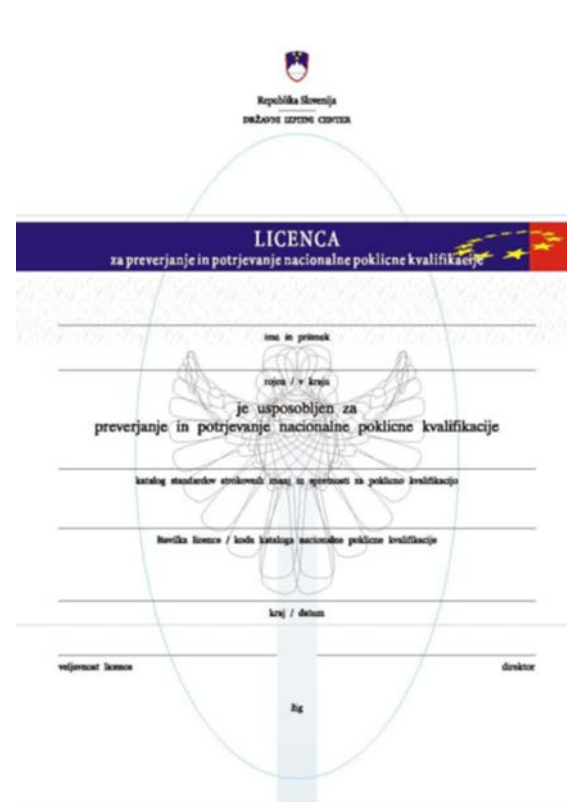 Republika Slovenija
DRŽAVNI IZPITNI CENTER
LICENCA
za preverjanje in potrjevanje nacionalne poklicne kvalifikacije
ime in priimek
rojen / v kraju
je usposobljen za
preverjanje in potrjevanje nacionalne poklicne kvalifikacije
katalog standardov strokovnih znanj in spretnosti za poklicno kvalifikacijo
številka licence / koda kataloga nacionalne poklicne kvalifikacije
kraj / datum
veljavnost licence
direktor
žig